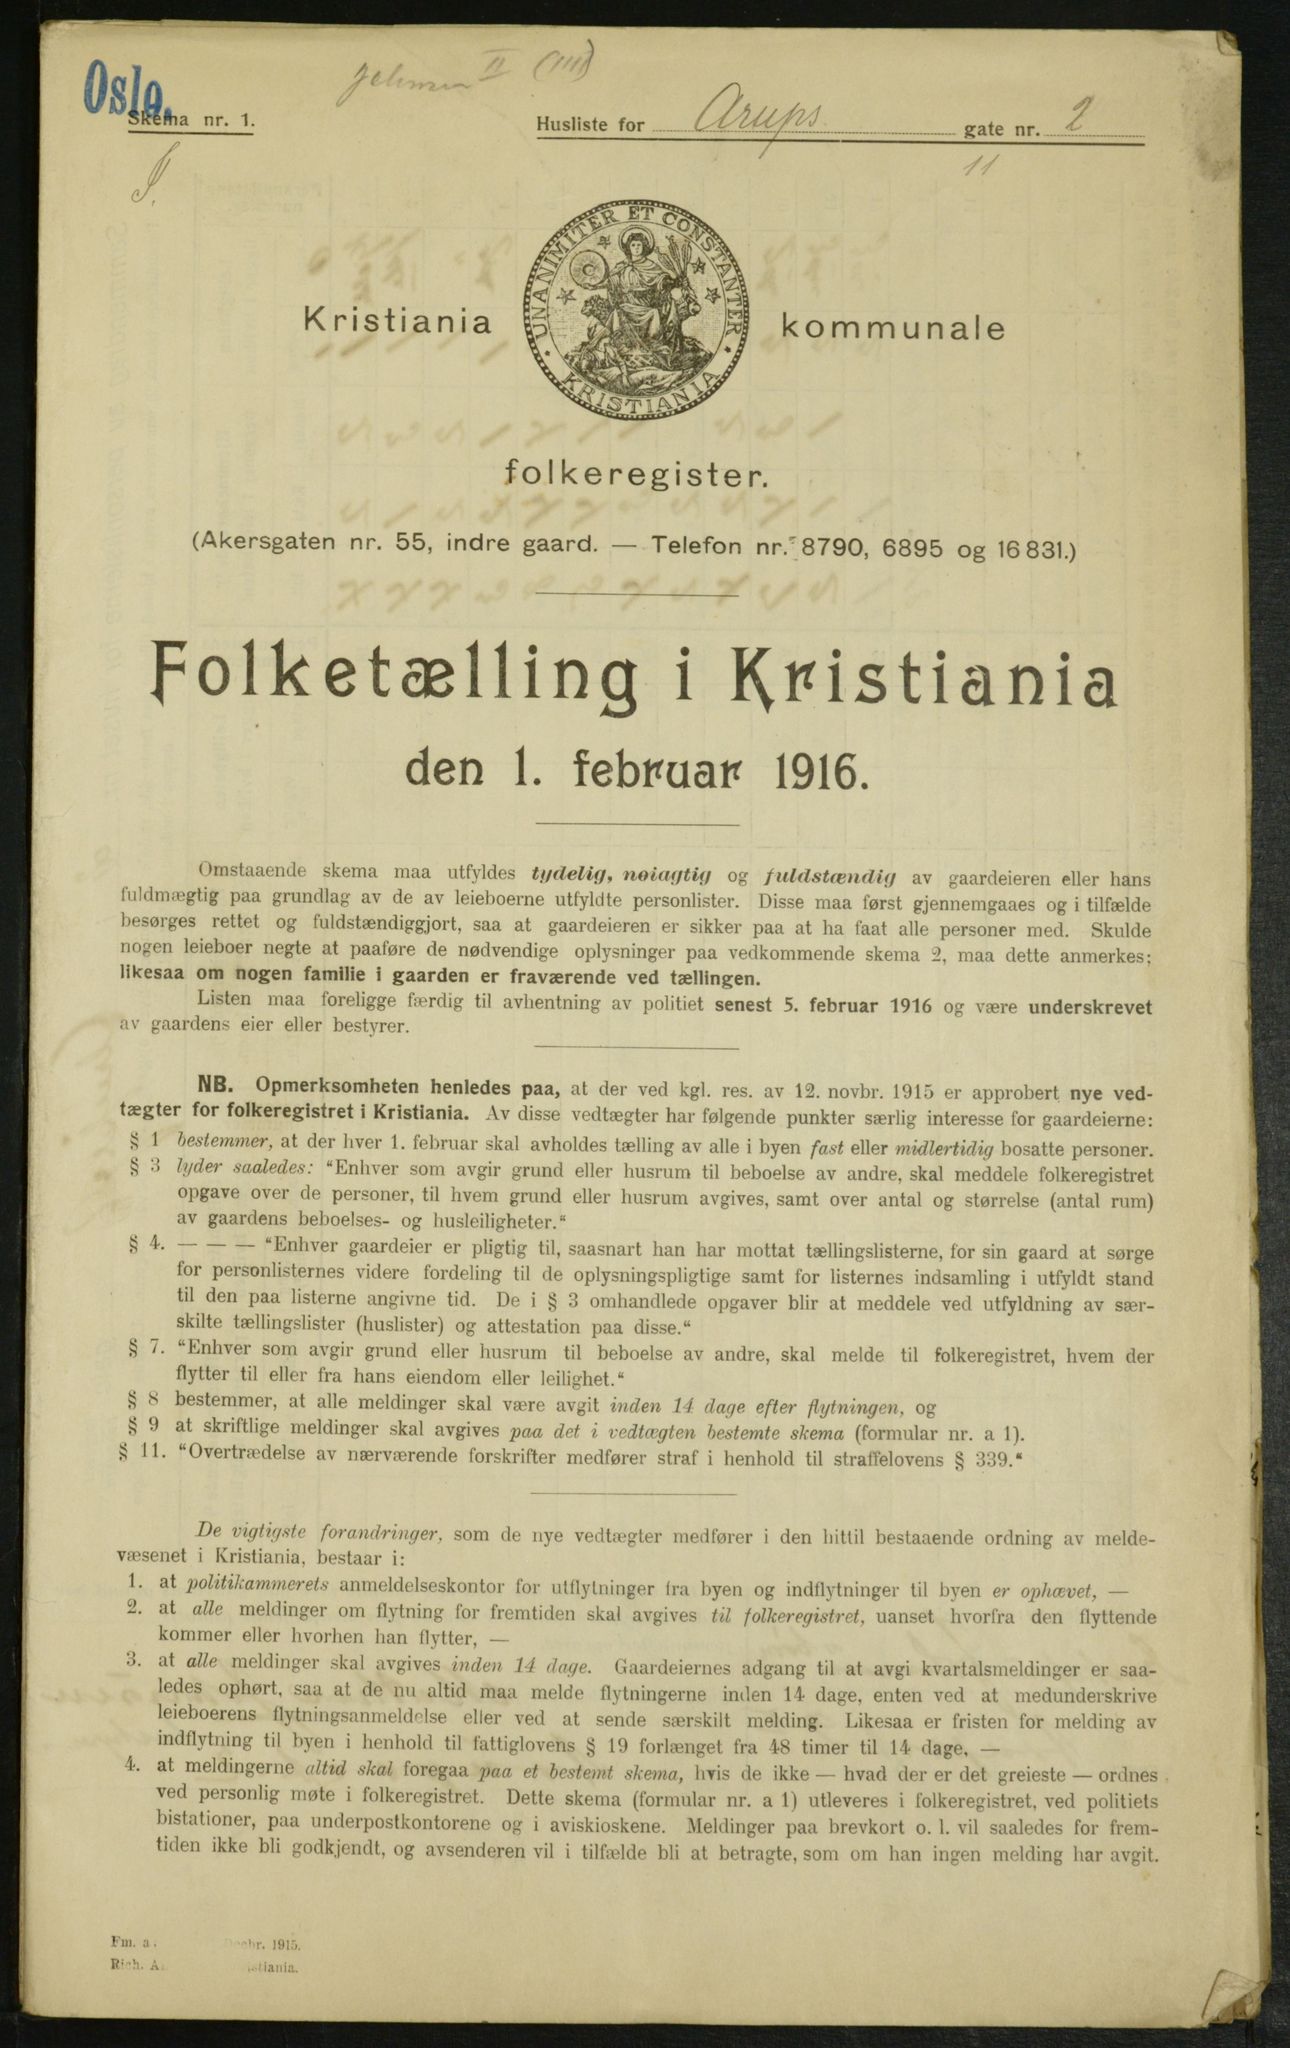 Oslo.
II (III)
Skema nr. 1.
Husliste for Arups gate nr. 2
11
UNANIMITER ET CONSTANTER
KRISTIANIA
Kristiania kommunale
folkeregister.
(Akersgaten nr. 55, indre gaard. — Telefon nr. 8790, 6895 og 16 831.)
Folketælling i Kristiania
den 1. februar 1916.
Omstaaende skema maa utfyldes tydelig, nøiagtig og fuldstændig av gaardeieren eller hans
fuldmægtig paa grundlag av de av leieboerne utfyldte personlister. Disse maa først gjennemgaaes og i tilfælde
besørges rettet og fuldstændiggjort, saa at gaardeieren er sikker paa at ha faat alle personer med. Skulde
nogen leieboer negte at paaføre de nødvendige oplysninger paa vedkommende skema 2, maa dette anmerkes;
likesaa om nogen familie i gaarden er fraværende ved tællingen.
Listen maa foreligge færdig til avhentning av politiet senest 5. februar 1916 og være underskrevet
av gaardens eier eller bestyrer.
NB. Opmerksomheten henledes paa, at der ved kgl. res. av 12. novbr. 1915 er approbert nye ved-
tægter for folkeregistret i Kristiania. Av disse vedtægter har følgende punkter særlig interesse for gaardeierne:
§ 1 bestemmer, at der hver 1. februar skal avholdes tælling av alle i byen fast eller midlertidig bosatte personer.
§ 3 lyder saaledes: "Enhver som avgir grund eller husrum til beboelse av andre, skal meddele folkeregistret
opgave over de personer, til hvem grund eller husrum avgives, samt over antal og størrelse (antal rum)
av gaardens beboelses- og husleiligheter."
§ 4. — — — "Enhver gaardeier er pligtig til, saasnart han har mottat tællingslisterne, for sin gaard at sørge
for personlisternes videre fordeling til de oplysningspligtige samt for listernes indsamling i utfyldt stand
til den paa listerne angivne tid. De i § 3 omhandlede opgaver blir at meddele ved utfyldning av sær-
skilte tællingslister (huslister) og attestation paa disse."
§ 7. "Enhver som avgir grund eller husrum til beboelse av andre, skal melde til folkeregistret, hvem der
flytter til eller fra hans eiendom eller leilighet."
§ 8 bestemmer, at alle meldinger skal være avgit inden 14 dage efter flytningen, og
§ 9 at skriftlige meldinger skal avgives paa det i vedtægten bestemte skema (formular nr. a 1).
§ 11. "Overtrædelse av nærværende forskrifter medfører straf i henhold til straffelovens § 339."
De vigtigste forandringer, som de nye vedtægter medfører i den hittil bestaaende ordning av melde-
væsenet i Kristiania, bestaar i:
1. at politikammerets anmeldelseskontor for utflytninger fra byen og indflytninger til byen er ophævet, —
2. at alle meldinger om flytning for fremtiden skal avgives til folkeregistret, uanset hvorfra den flyttende
kommer eller hvorhen han flytter, —
3. at alle meldinger skal avgives inden 14 dage. Gaardeiernes adgang til at avgi kvartalsmeldinger er saa-
ledes ophørt, saa at de nu altid maa melde flytningerne inden 14 dage, enten ved at medunderskrive
leieboerens flytningsanmeldelse eller ved at sende særskilt melding. Likesaa er fristen for melding av
indflytning til byen i henhold til fattiglovens § 19 forlænget fra 48 timer til 14 dage, —
4. at meldingerne altid skal foregaa paa et bestemt skema, hvis de ikke — hvad der er det greieste — ordnes
ved personlig møte i folkeregistret. Dette skema (formular nr. a 1) utleveres i folkeregistret, ved politiets
bistationer, paa underpostkontorene og i aviskioskene. Meldinger paa brevkort o. l. vil saaledes for frem-
tiden ikke bli godkjendt, og avsenderen vil i tilfælde bli at betragte, som om han ingen melding har avgit.
Fm. a 1915.
Rich. A